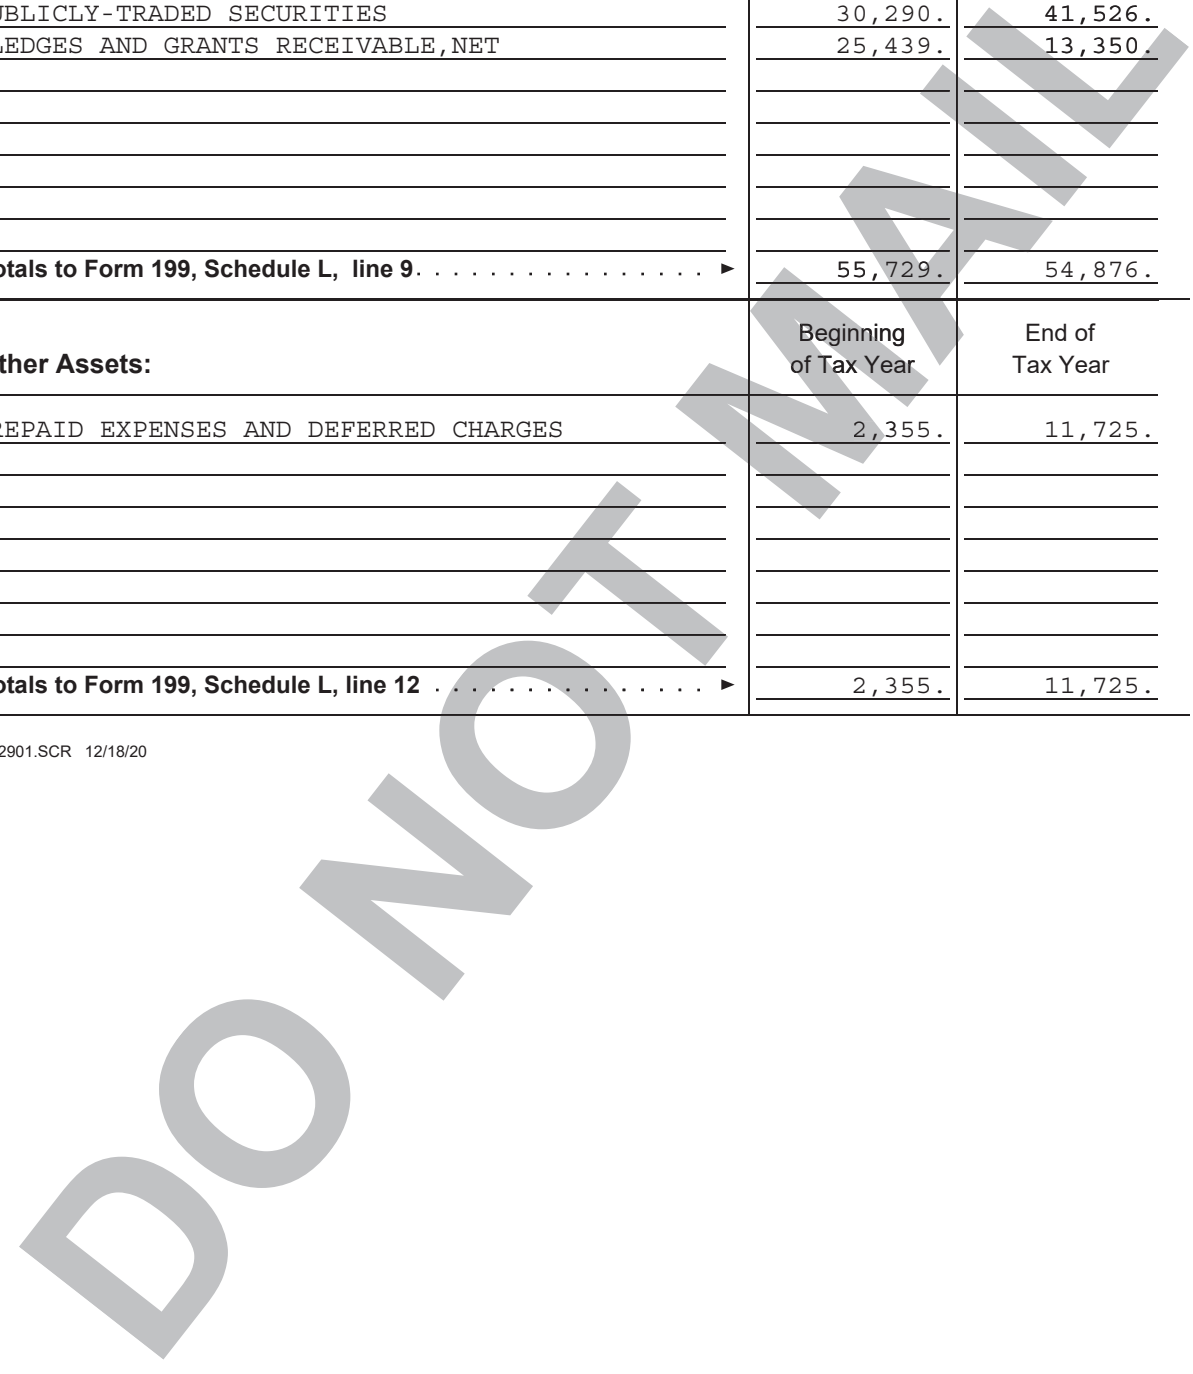 UBLICLY-TRADED SECURITIES 30,290. 41,526.
LEDGES AND GRANTS RECEIVABLE,NET 25,439. 13,350.
otals to Form 199, Schedule L, line 9. . . . . . . . . . . . . . . . . ► 55,729. 54,876.
Beginning End of
ther Assets: of Tax Year Tax Year
REPAID EXPENSES AND DEFERRED CHARGES 2,355. 11,725.
otals to Form 199, Schedule L, line 12 . . . . . . . . . . . . . . . . ► 2,355. 11,725.
2901.SCR 12/18/20
DO NOT MAIL